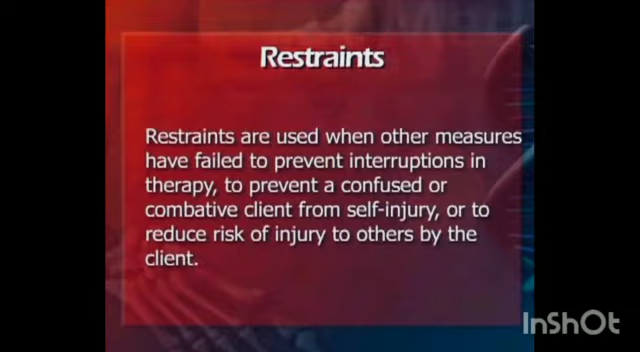 Restraints
Restraints are used when other measures
have failed to prevent interruptions in
therapy, to prevent a confused or
combative client from self-injury, or to
reduce risk of injury to others by the
client.
InShOt